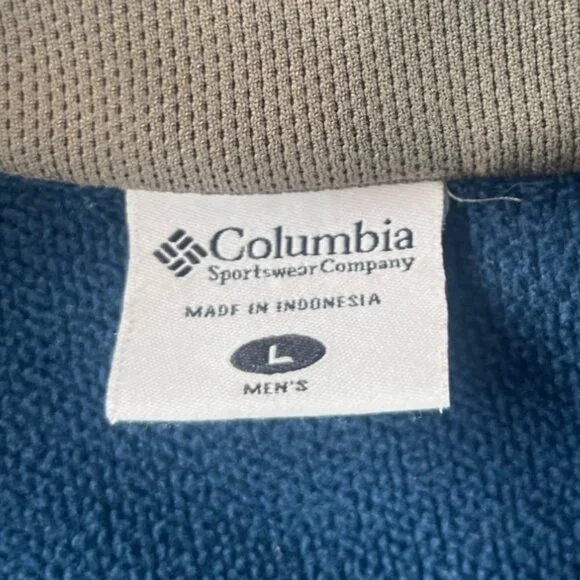 Columbia
Sportswear Company
MADE IN INDONESIA
L
MEN'S